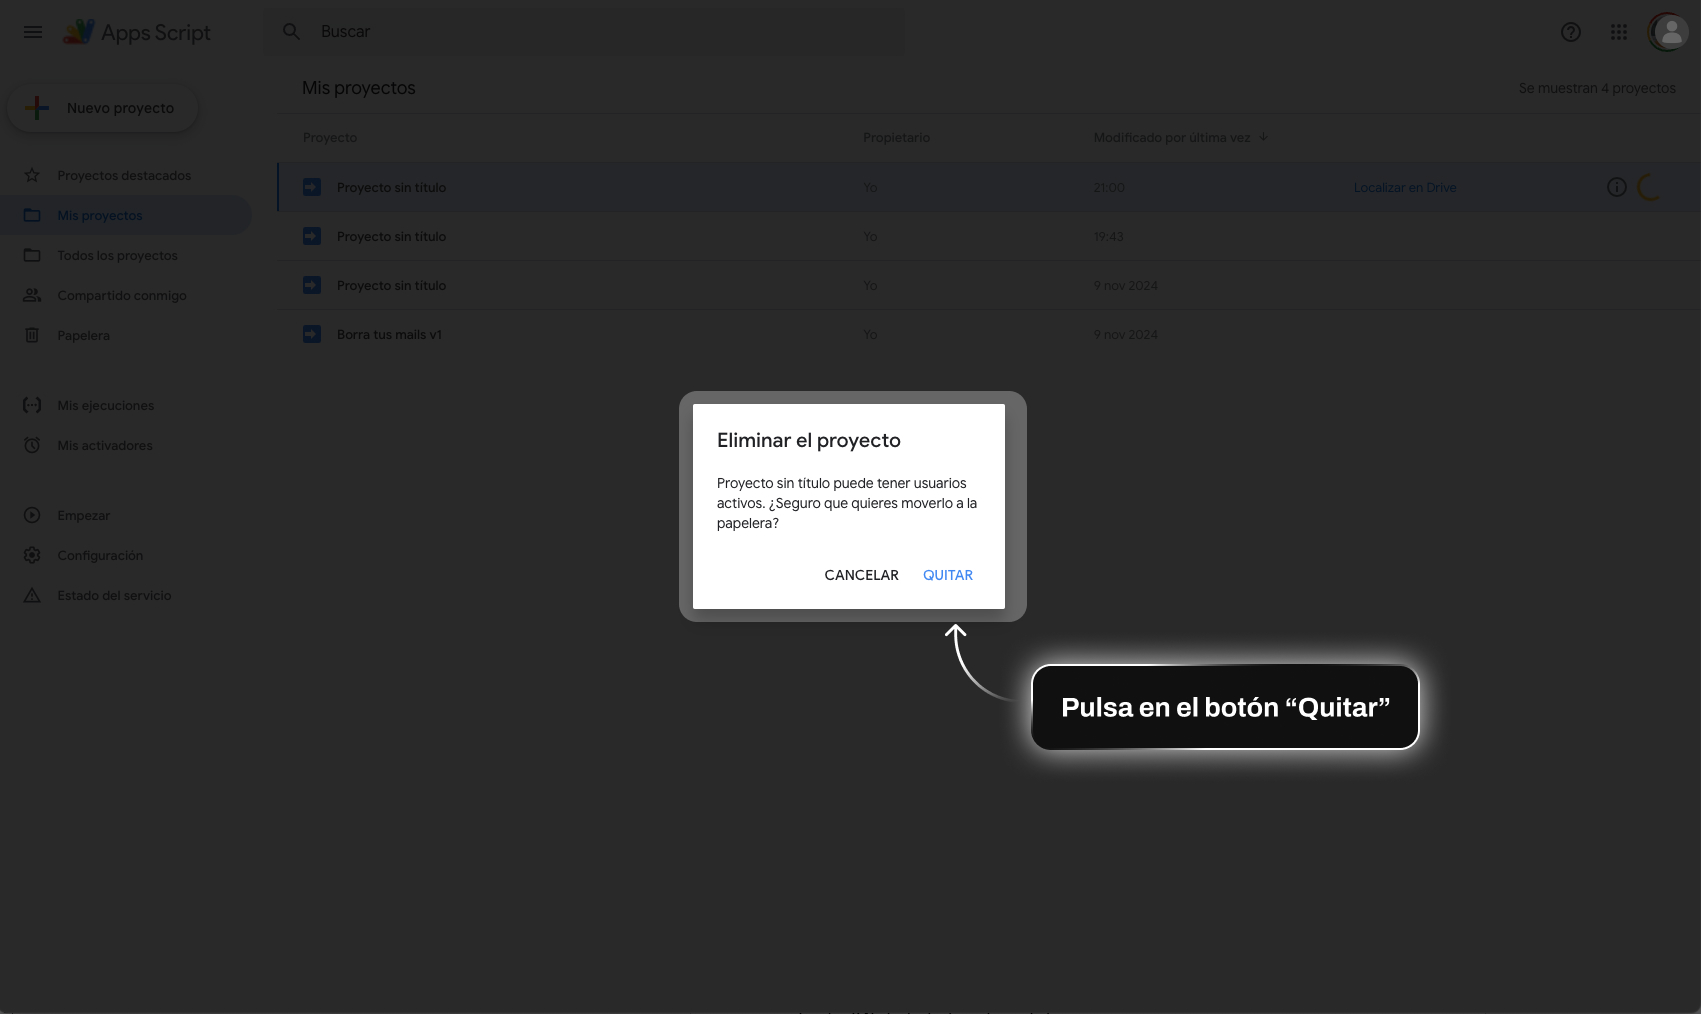 Apps Script
Buscar
Nuevo proyecto
Mis proyectos
Se muestran 4 proyectos
Proyecto Propietario Modificado por última vez
Proyectos destacados
Mis proyectos
Todos los proyectos
Compartido conmigo
Papelera
Mis ejecuciones
Mis activadores
Empezar
Configuración
Estado del servicio
Proyecto sin título Yo 21:00 Localizar en Drive
Proyecto sin título Yo 19:43
Proyecto sin título Yo 9 nov 2024
Borra tus mails v1 Yo 9 nov 2024
Eliminar el proyecto
Proyecto sin título puede tener usuarios
activos. ¿Seguro que quieres moverlo a la
papelera?
CANCELAR QUITAR
Pulsa en el botón “Quitar”